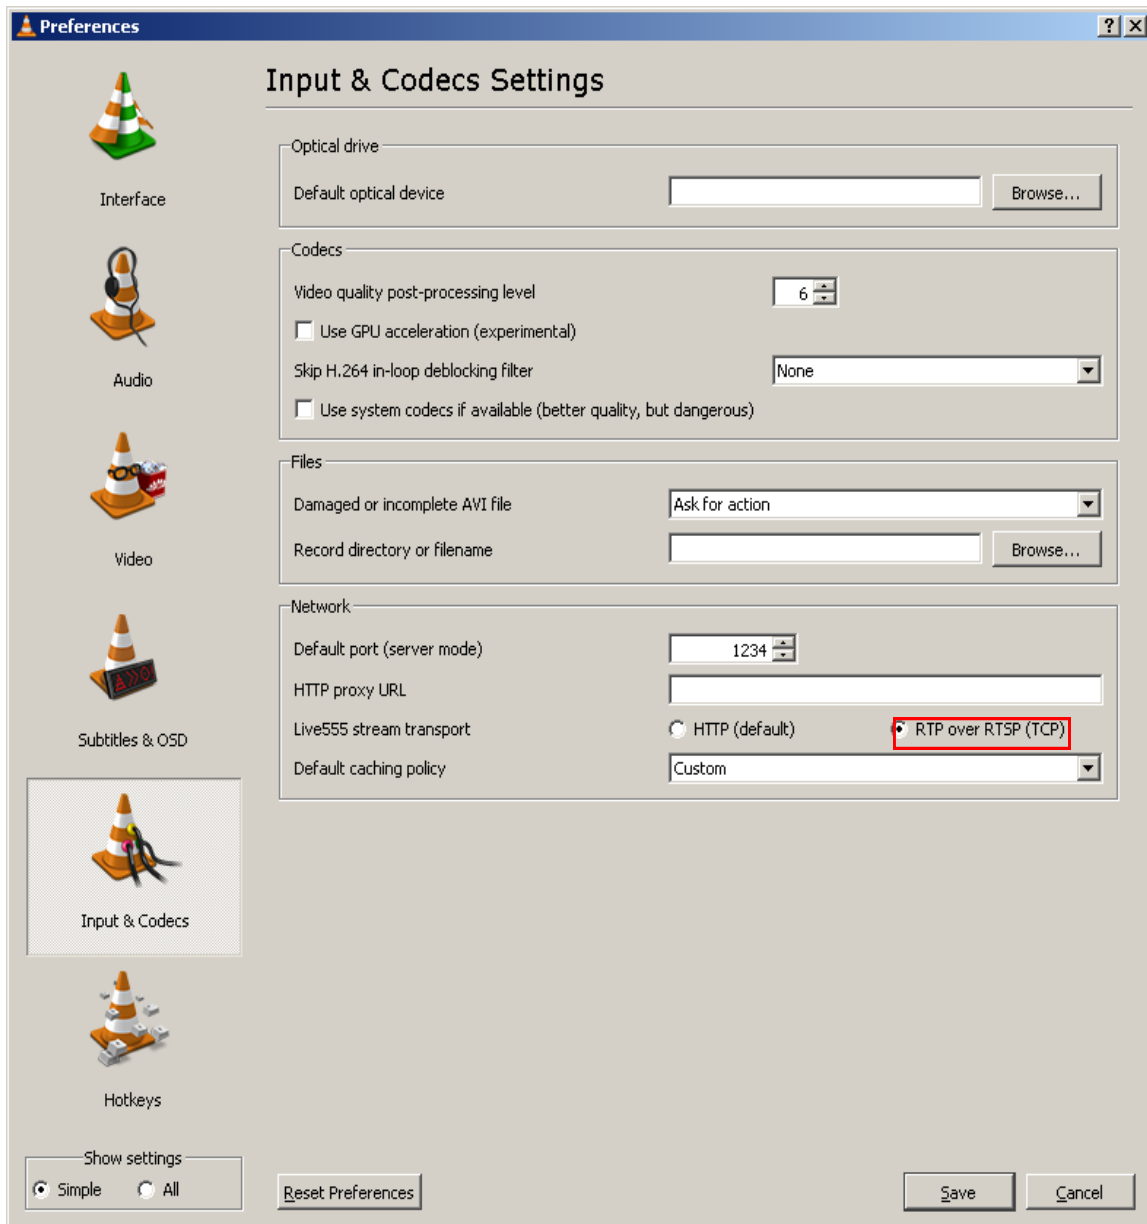 Preferences
Input & Codecs Settings
Interface
Audio
Video
Subtitles & OSD
Input & Codecs
Hotkeys
Show settings
Simple All
Optical drive
Default optical device Browse...
Codecs
Video quality post-processing level 6
Use GPU acceleration (experimental)
Skip H.264 in-loop deblocking filter None
Use system codecs if available (better quality, but dangerous)
Files
Damaged or incomplete AVI file Ask for action
Record directory or filename Browse...
Network
Default port (server mode) 1234
HTTP proxy URL
Live555 stream transport HTTP (default) RTP over RTSP (TCP)
Default caching policy Custom
Reset Preferences Save Cancel